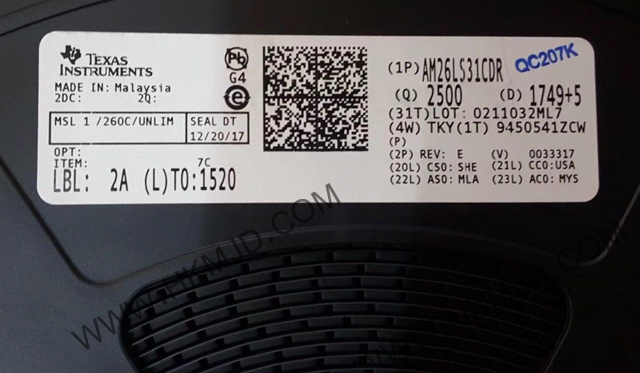 TEXAS
INSTRUMENTS
MADE IN: Malaysia
2DC: 2Q:
MSL 1 /260C/UNLIM
SEAL DT
12/20/17
OPT:
ITEM: 7C
LBL: 2A (L)TO:1520
Pb
G4
e
(1P) AM26LS31CDR
QC207K
(Q) 2500 (D) 1749+5
(31T)LOT: 0211032ML7
(4W) TKY(1T) 9450541ZCW
(P)
(2P) REV: E (V) 0033317
(20L) CSO: SHE (21L) CCO:USA
(22L) ASO: MLA (23L) ACO: MYS
WWW.HKMJD.COM